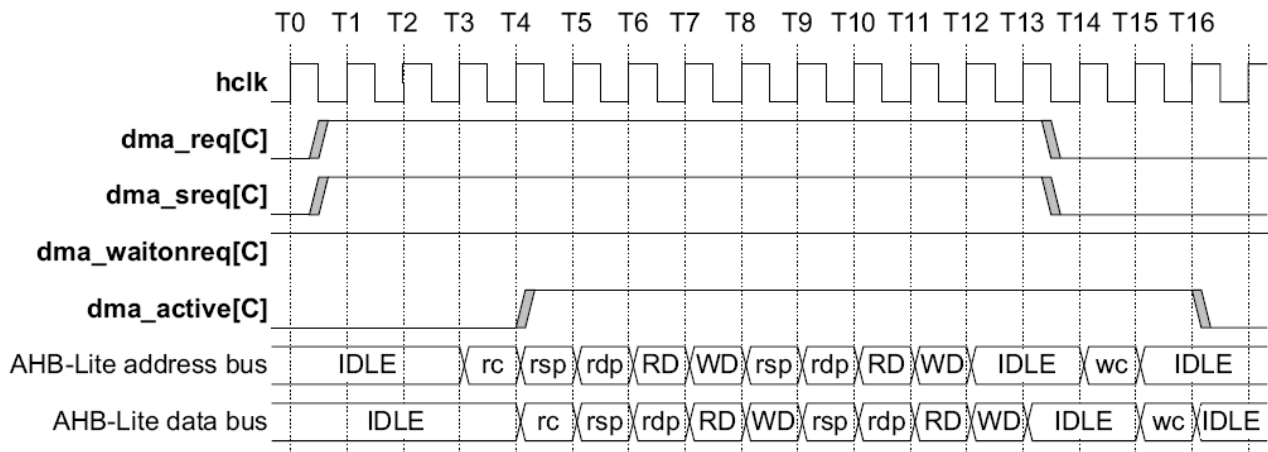 T0 T1 T2 T3 T4 T5 T6 T7 T8 T9 T10 T11 T12 T13 T14 T15 T16
hclk
dma_req[C]
dma_sreq[C]
dma_waitonreq[C]
dma_active[C]
AHB-Lite address bus IDLE rc rsp rdp RD WD rsp rdp RD WD IDLE wc IDLE
AHB-Lite data bus IDLE rc rsp rdp RD WD rsp rdp RD WD IDLE wc IDLE